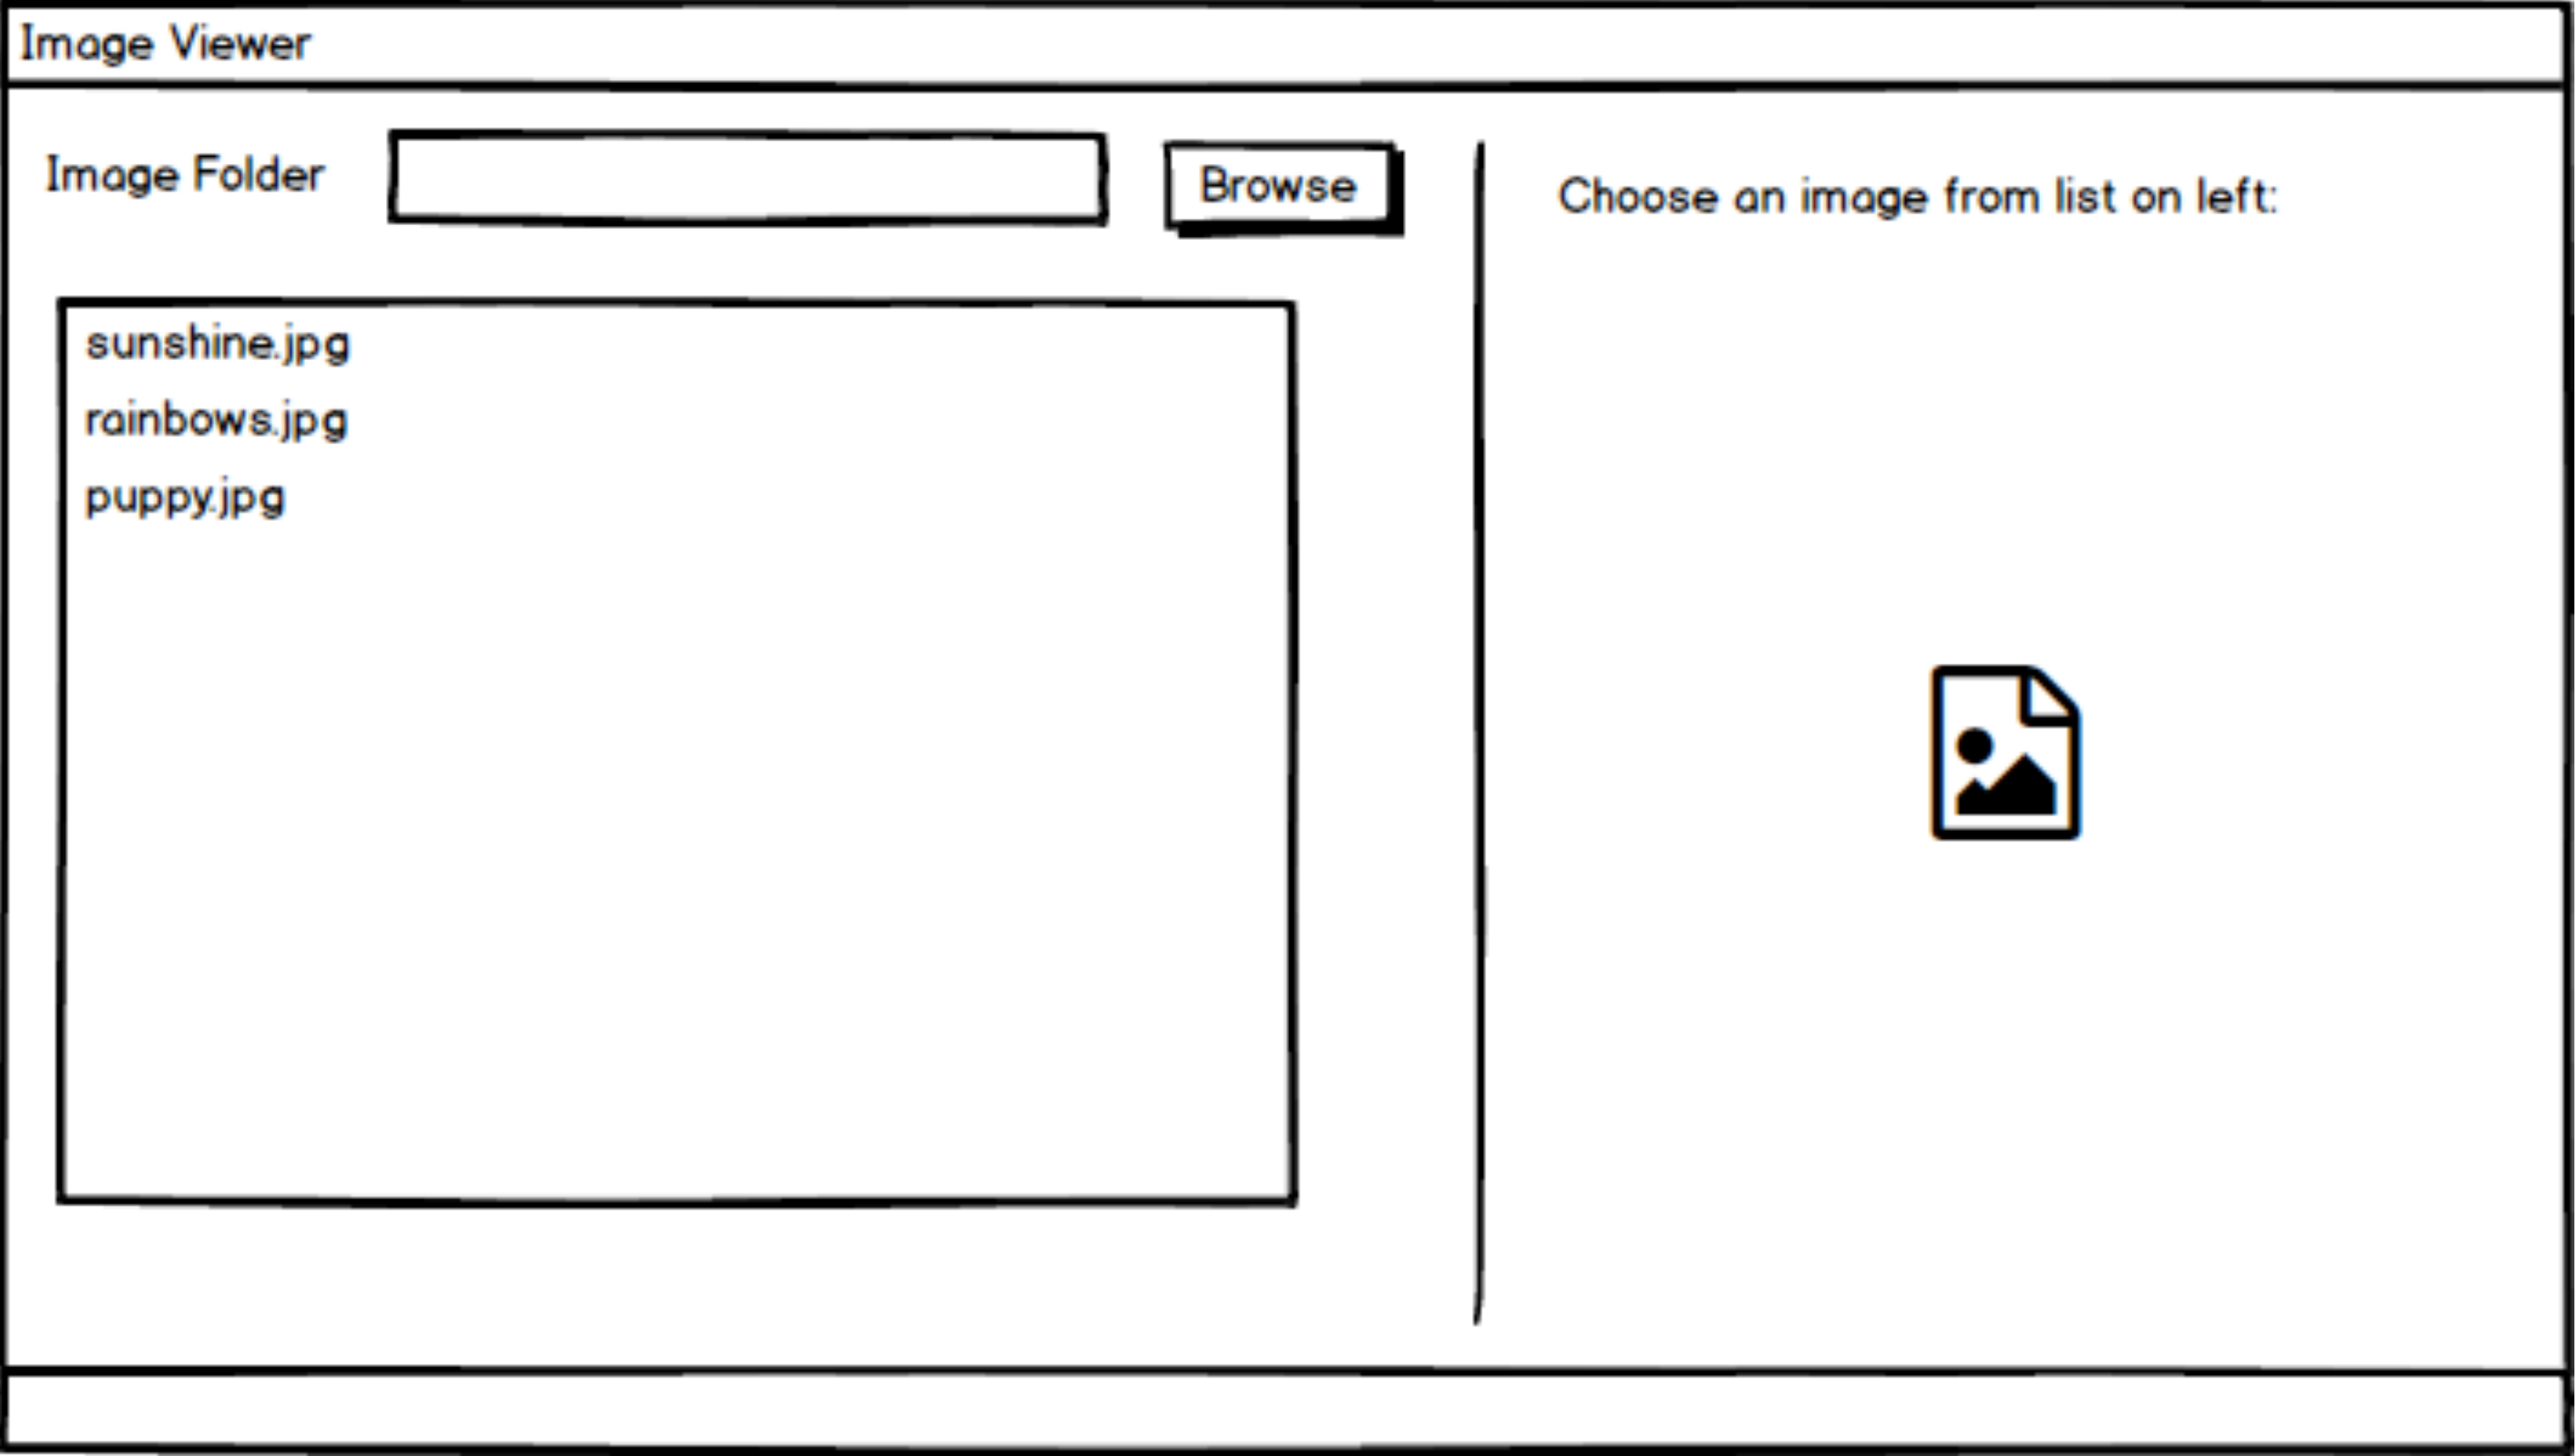 Image Viewer
Image Folder
Browse
sunshine.jpg
rainbows.jpg
puppy.jpg
Choose an image from list on left: